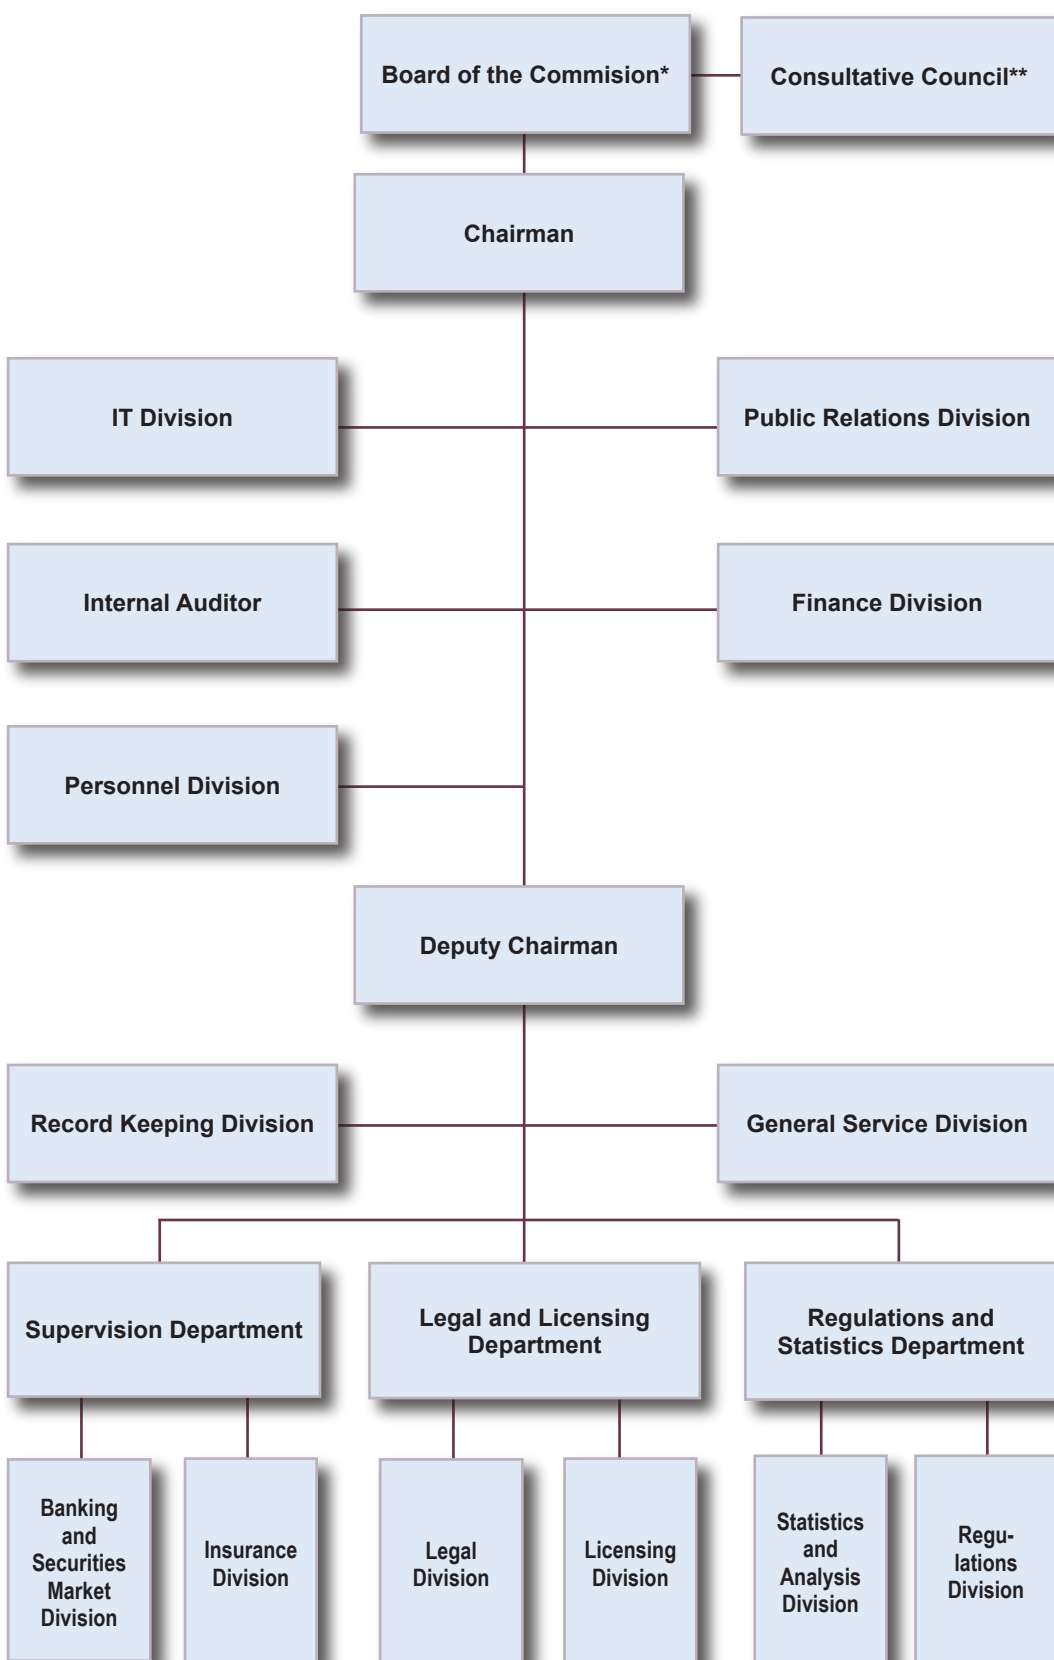 Board of the Commision*
Consultative Council**
Chairman
IT Division
Public Relations Division
Internal Auditor
Finance Division
Personnel Division
Deputy Chairman
Record Keeping Division
General Service Division
Supervision Department
Legal and Licensing
Department
Regulations and
Statistics Department
Banking
and
Securities
Market
Division
Insurance
Division
Legal
Division
Licensing
Division
Statistics
and
Analysis
Division
Regu-
lations
Division